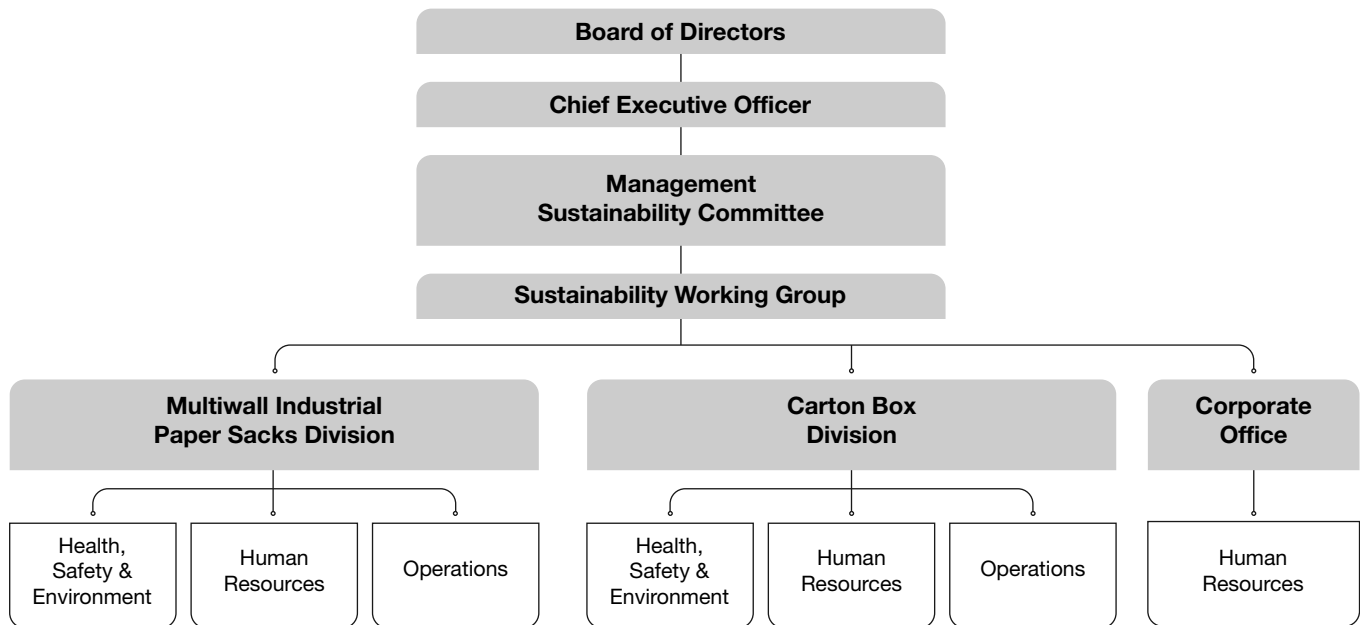 Board of Directors
Chief Executive Officer
Management
Sustainability Committee
Sustainability Working Group
Multiwall Industrial
Paper Sacks Division
Carton Box
Division
Corporate
Office
Health,
Safety &
Environment
Human
Resources
Operations
Health,
Safety &
Environment
Human
Resources
Operations
Human
Resources